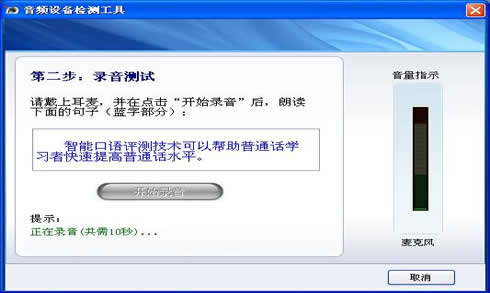 音频设备检测工具
第二步：录音测试
音量指示
请戴上耳麦，并在点击“开始录音”后，朗读
下面的句子（蓝字部分）：
智能口语评测技术可以帮助普通话学
习者快速提高普通话水平。
开始录音
提示：
正在录音(共需10秒)...
麦克风
取消